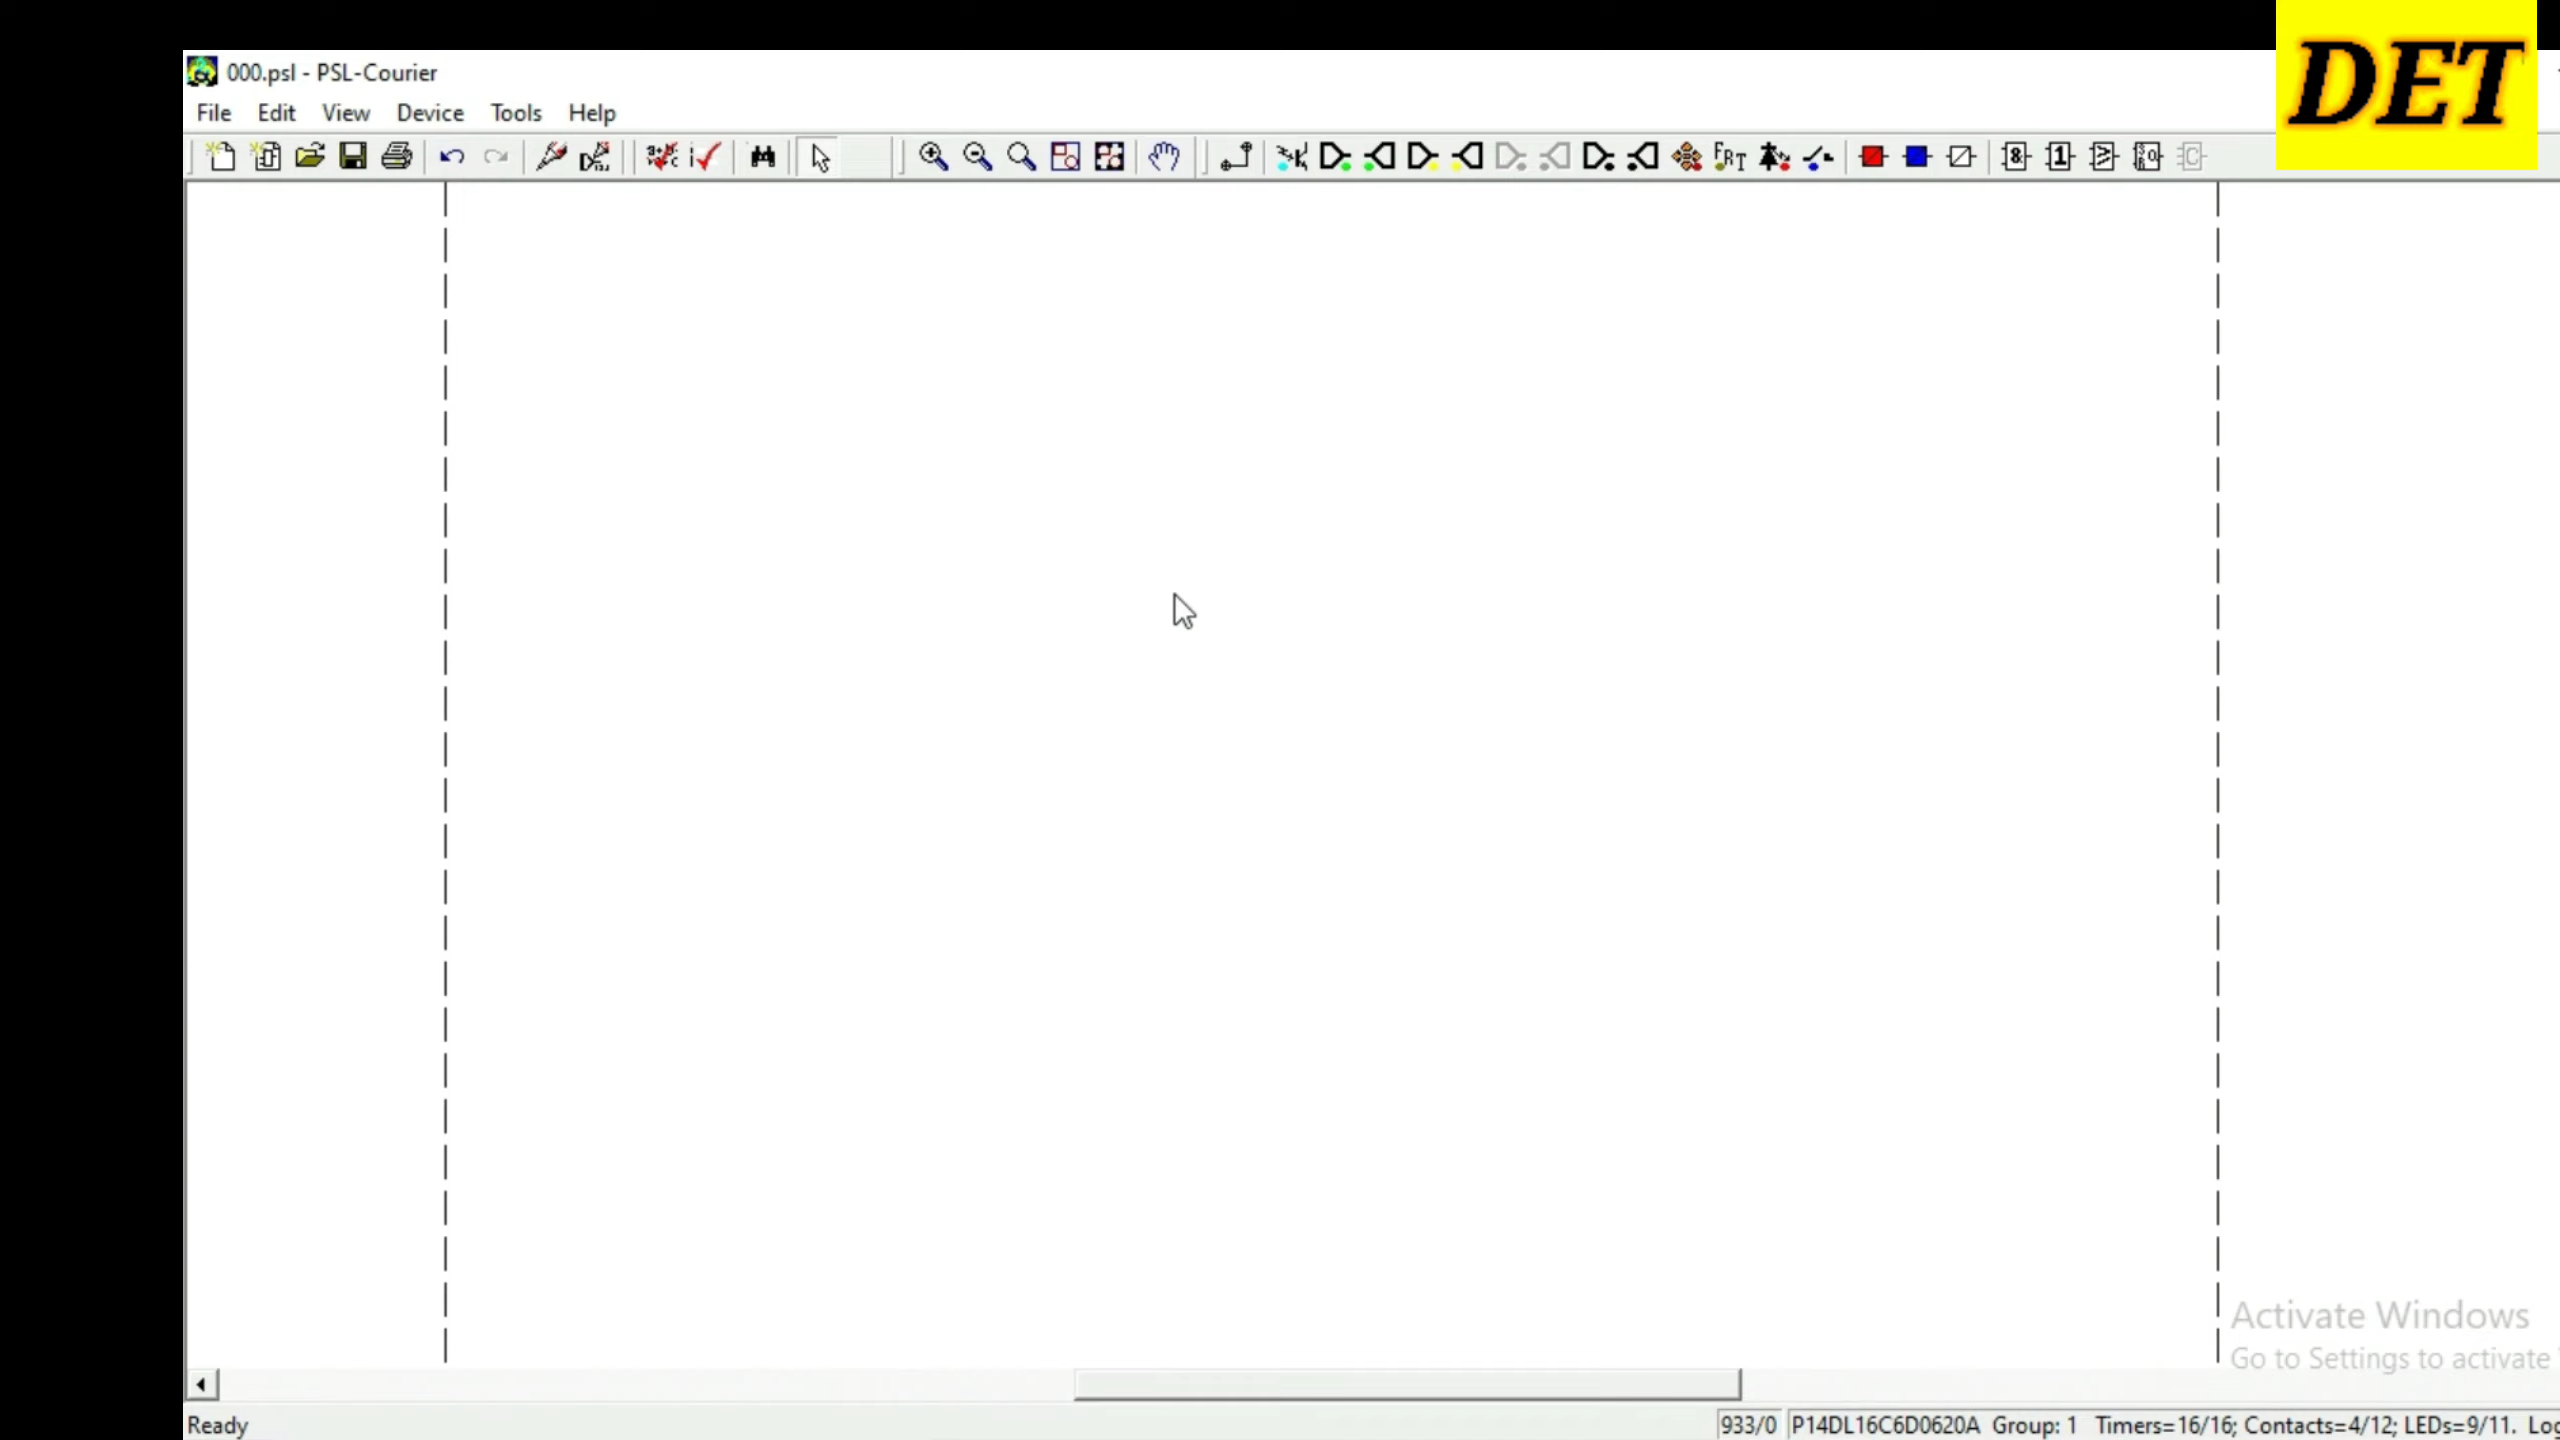 DET
000.psl - PSL-Courier
File Edit View Device Tools Help
Activate Windows
Go to Settings to activate
Ready
933/0 P14DL16C6D0620A Group: 1 Timers=16/16; Contacts=4/12; LEDs=9/11.